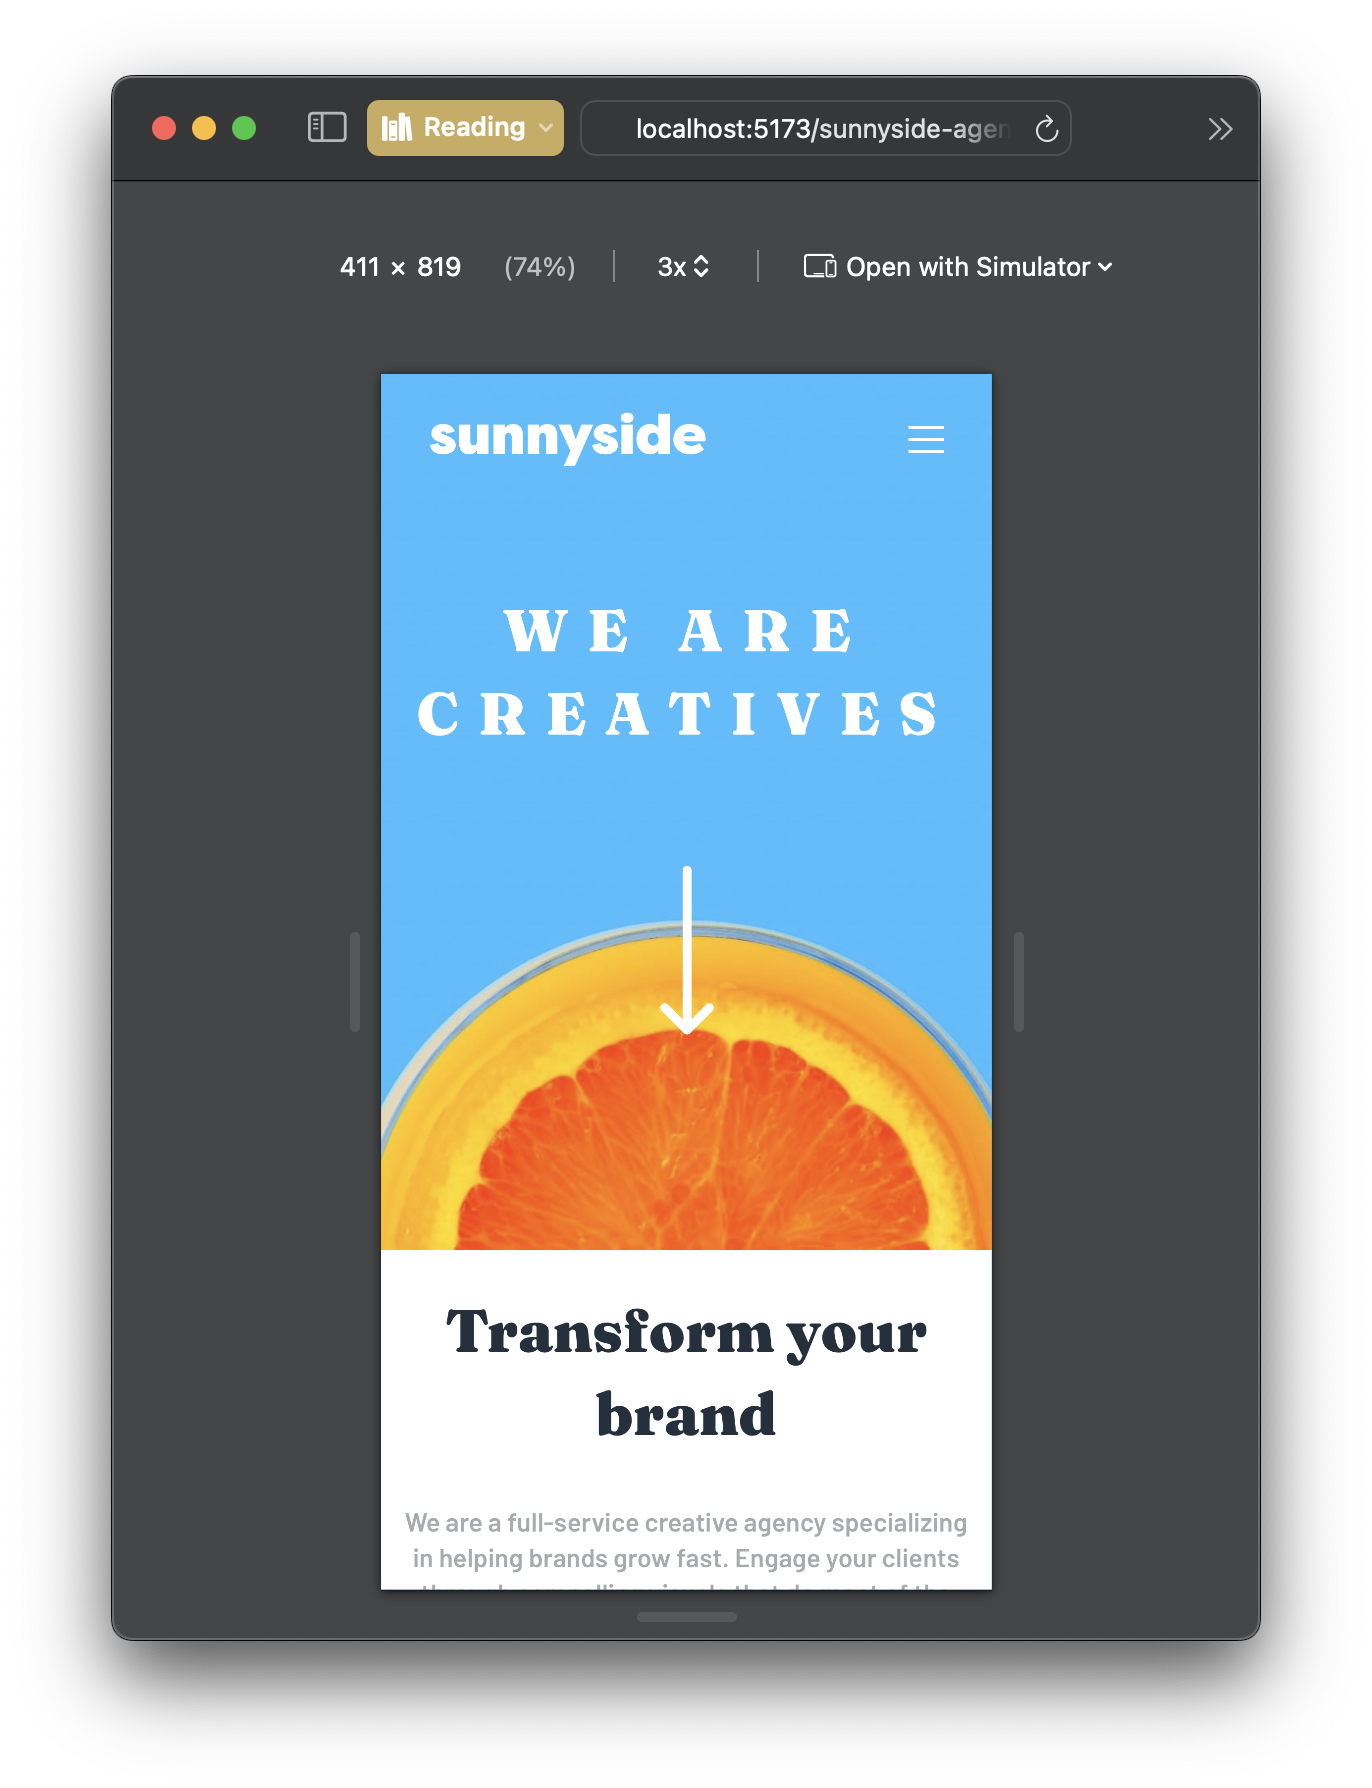 Reading
localhost:5173/sunnyside-agen
411 × 819 (74%) 3x Open with Simulator
sunnyside
WE ARE
CREATIVES
Transform your
brand
We are a full-service creative agency specializing
in helping brands grow fast. Engage your clients